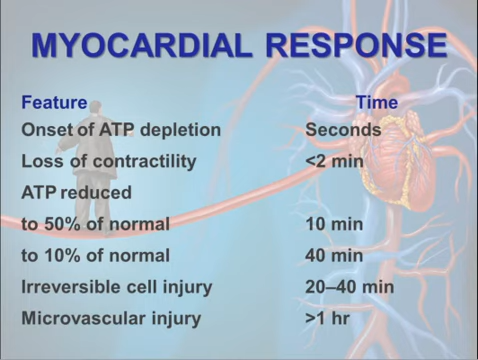 MYOCARDIAL RESPONSE
Feature Time
Onset of ATP depletion Seconds
Loss of contractility <2 min
ATP reduced
to 50% of normal 10 min
to 10% of normal 40 min
Irreversible cell injury 20–40 min
Microvascular injury >1 hr